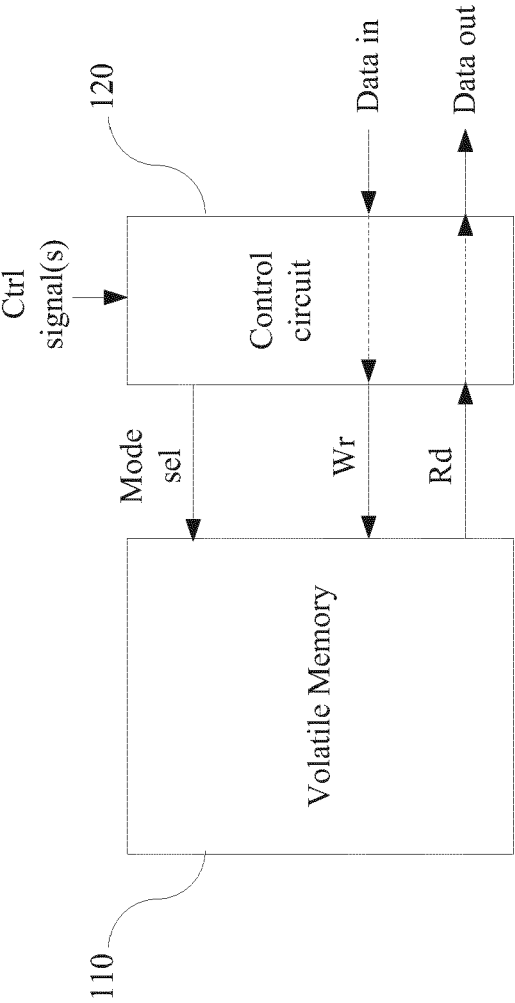 110
120
Ctrl
signal(s)
Volatile Memory
Mode
sel
Wr
Rd
Control
circuit
Data in
Data out